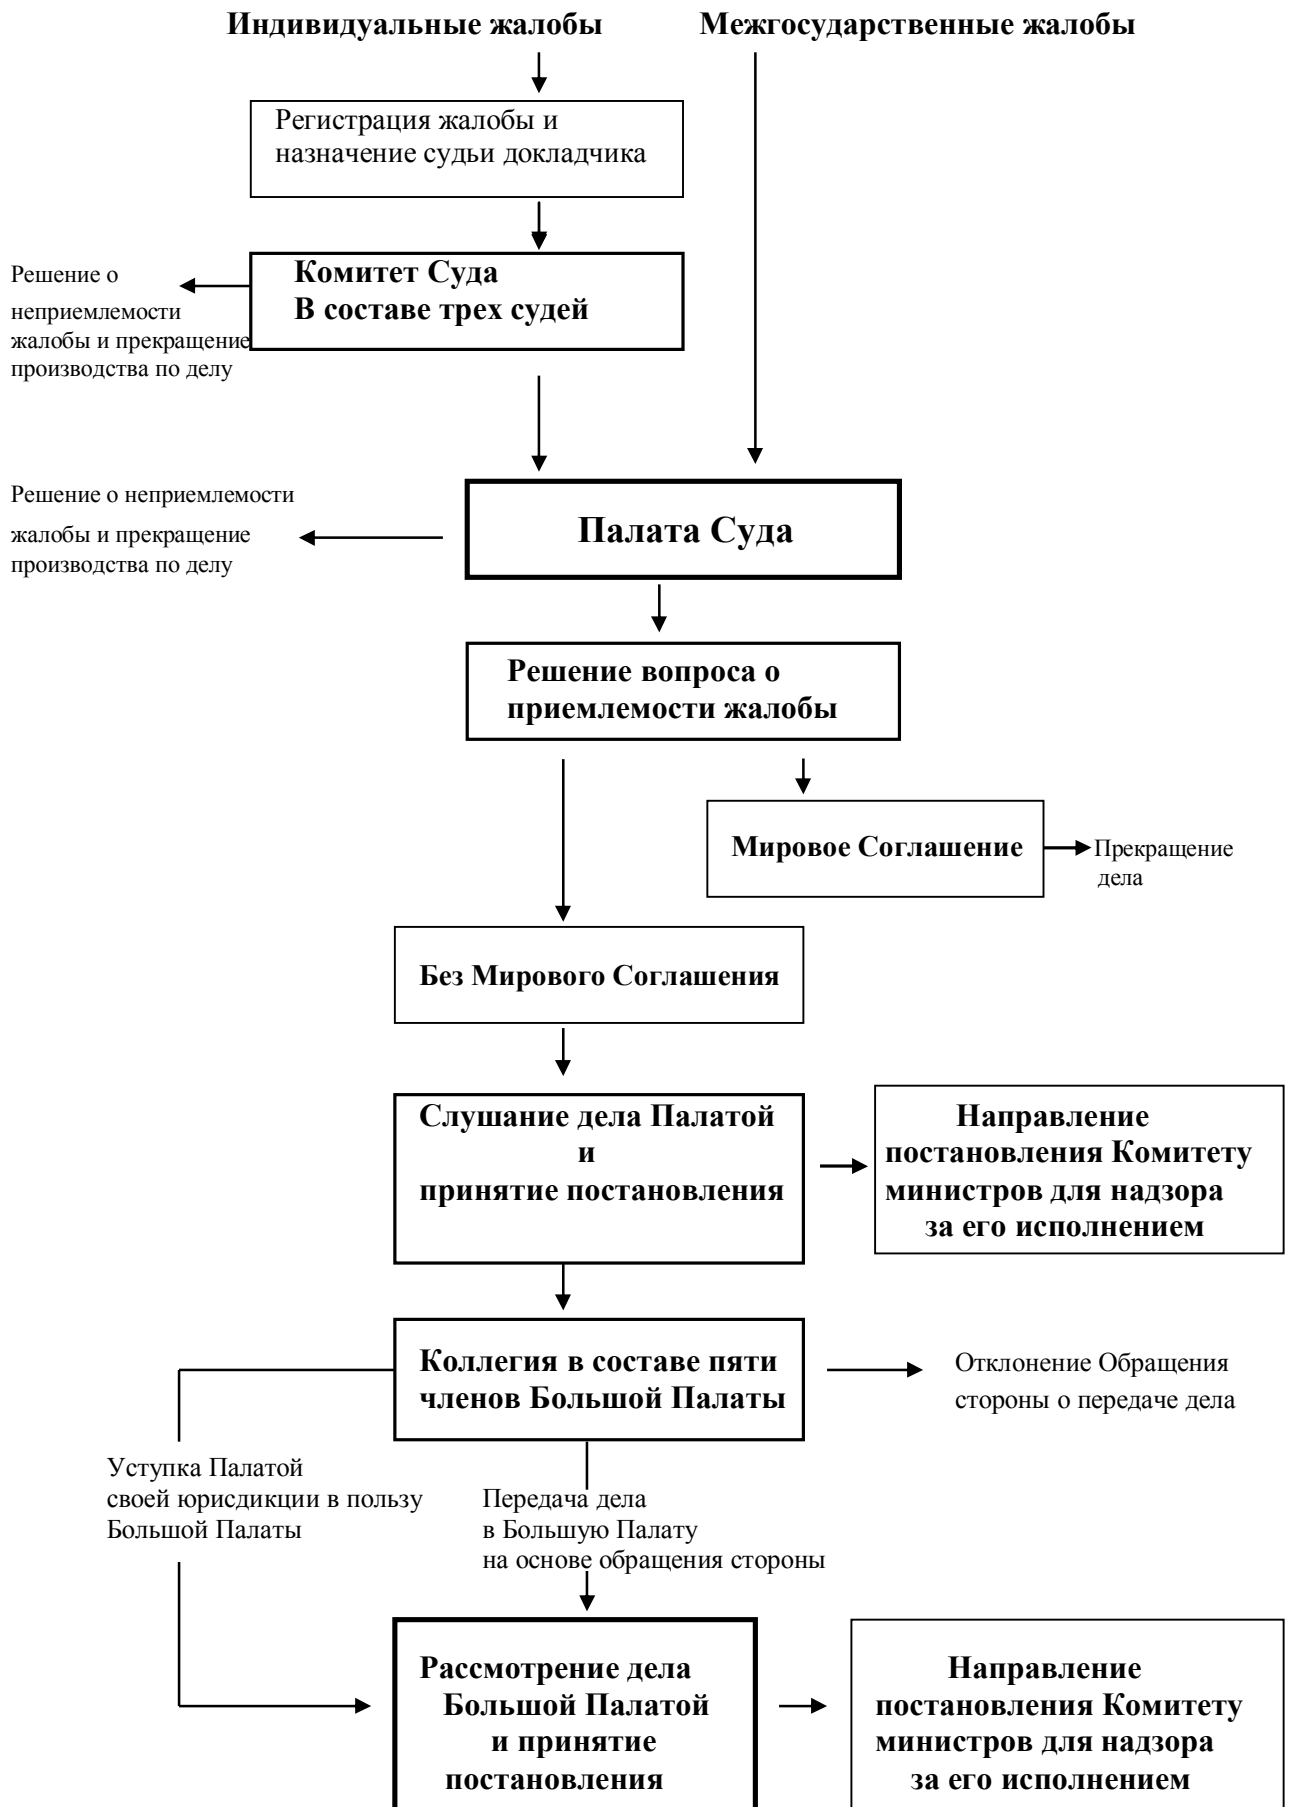 Индивидуальные жалобы
Межгосударственные жалобы
Регистрация жалобы и
назначение судьи докладчика
Комитет Суда
В составе трех судей
Решение о
неприемлемости
жалобы и прекращение
производства по делу
Решение о неприемлемости
жалобы и прекращение
производства по делу
Палата Суда
Решение вопроса о
приемлемости жалобы
Мировое Соглашение
Прекращение
дела
Без Мирового Соглашения
Слушание дела Палатой
и
принятие постановления
Направление
постановления Комитету
министров для надзора
за его исполнением
Коллегия в составе пяти
членов Большой Палаты
Отклонение Обращения
стороны о передаче дела
Уступка Палатой
своей юрисдикции в пользу
Большой Палаты
Передача дела
в Большую Палату
на основе обращения стороны
Рассмотрение дела
Большой Палатой
и принятие
постановления
Направление
постановления Комитету
министров для надзора
за его исполнением